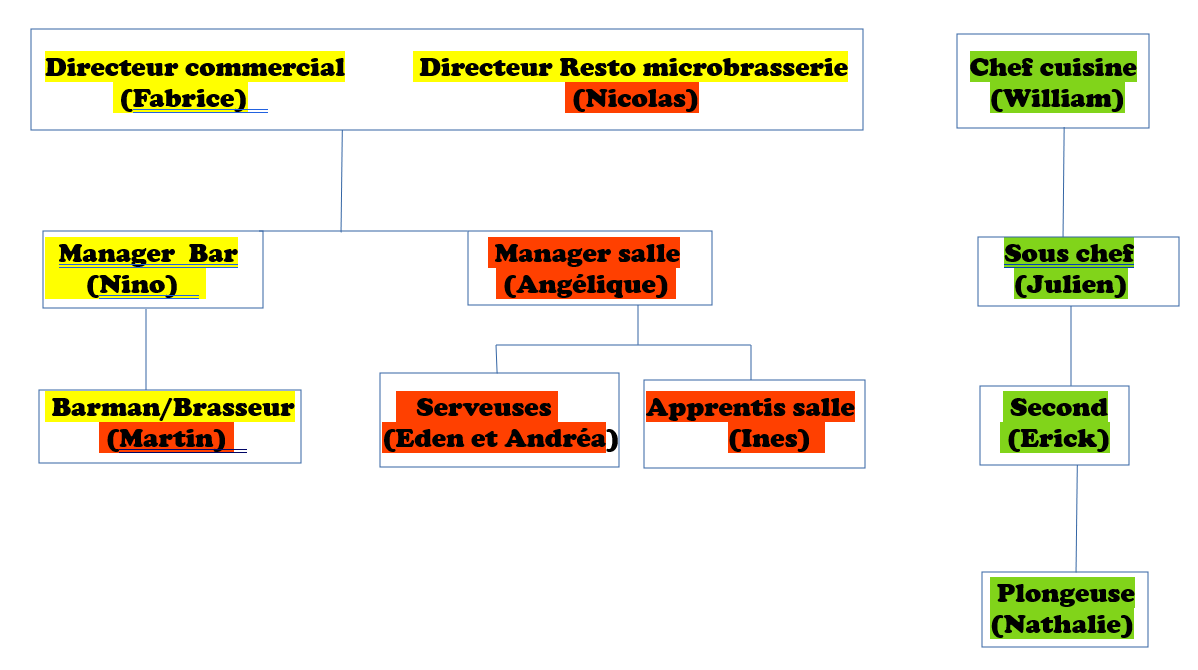 Directeur commercial
(Fabrice)
Directeur Resto microbrasserie
(Nicolas)
Chef cuisine
(William)
Manager  Bar
(Nino)
Manager salle
(Angélique)
Sous chef
(Julien)
Barman/Brasseur
(Martin)
Serveuses
(Eden et Andréa)
Apprentis salle
(Ines)
Second
(Erick)
Plongeuse
(Nathalie)